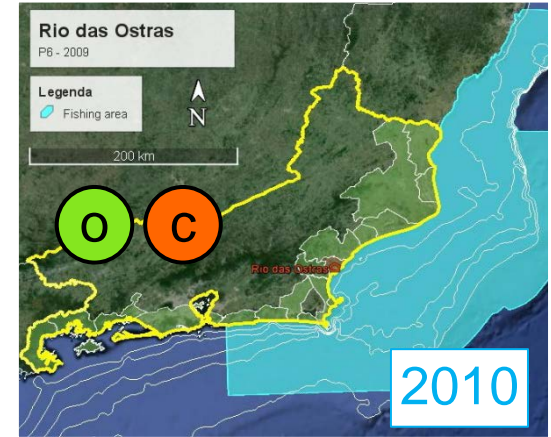 Rio das Ostras
P6 - 2009
Legenda
Fishing area
N
200 km
O C
Rio das Ostras
2010